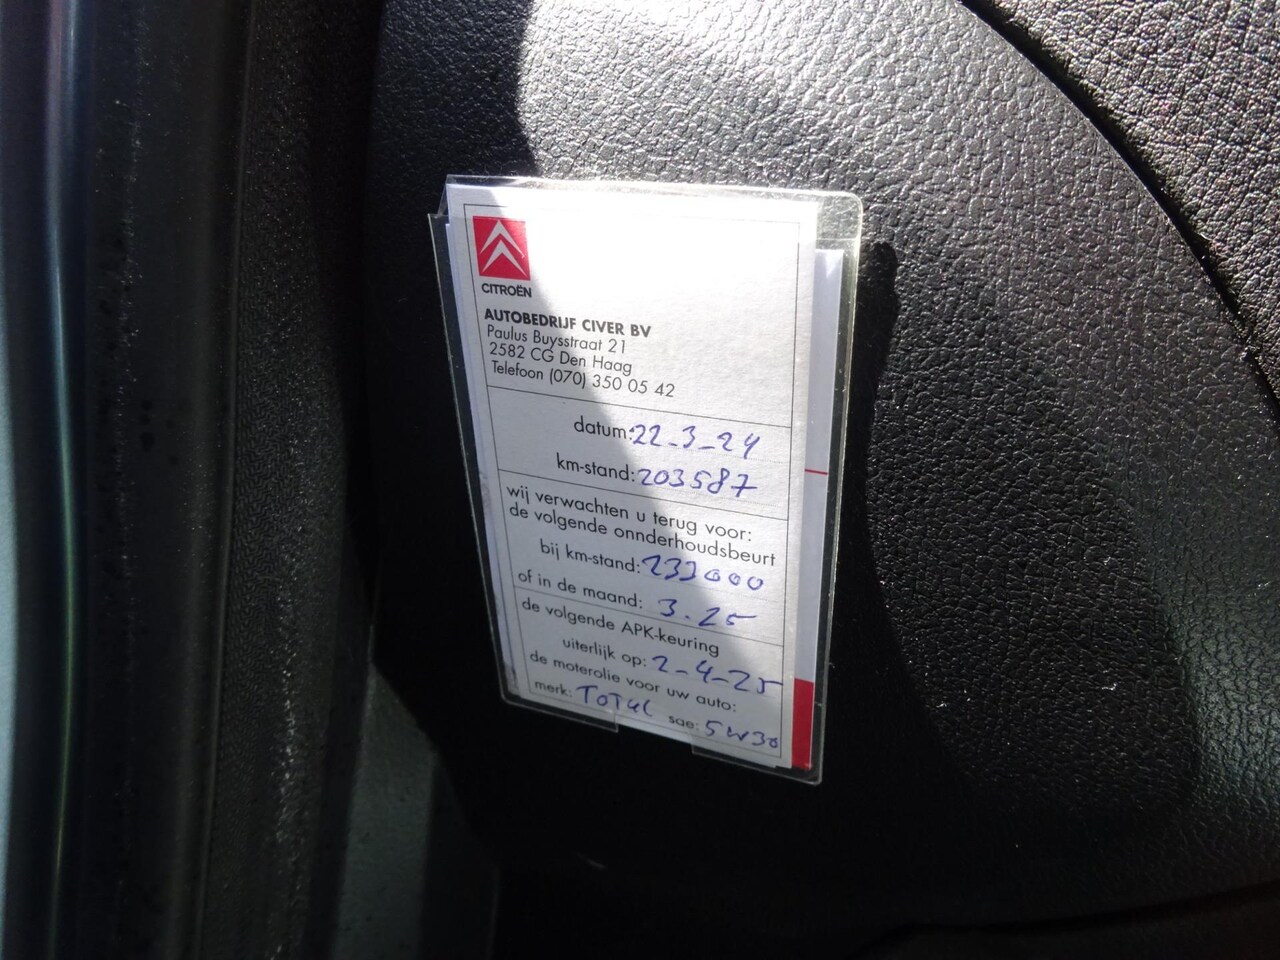 CITROËN
AUTOBEDRIJF CIVER BV
Paulus Buysstraat 21
2582 CG Den Haag
Telefoon (070) 350 05 42
datum: 22-3-24
km-stand: 203587
wij verwachten u terug voor:
de volgende onnderhoudsbeurt
bij km-stand: 233000
of in de maand: 3.25
de volgende APK-keuring
uiterlijk op: 2-4-25
de moterolie voor uw auto:
merk: TOTAL sae: 5W30